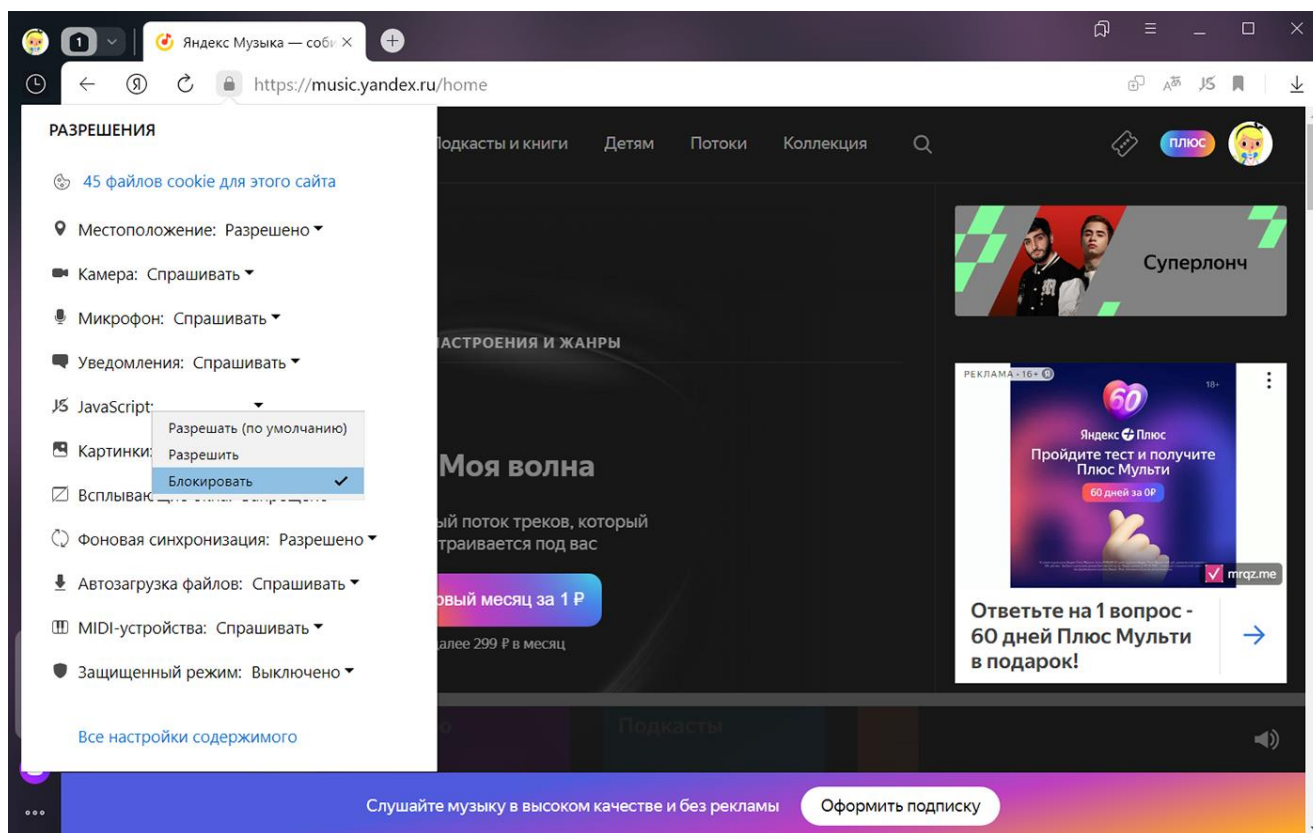 1
Яндекс Музыка — соби
https://music.yandex.ru/home
РАЗРЕШЕНИЯ
45 файлов cookie для этого сайта
Местоположение: Разрешено
Камера: Спрашивать
Микрофон: Спрашивать
Уведомления: Спрашивать
JavaScript:
Разрешать (по умолчанию)
Разрешить
Блокировать
Картинки:
Фоновая синхронизация: Разрешено
Автозагрузка файлов: Спрашивать
MIDI-устройства: Спрашивать
Защищенный режим: Выключено
Все настройки содержимого
Подкасты и книги Детям Потоки Коллекция
плюс
НАСТРОЕНИЯ И ЖАНРЫ
Моя волна
ый поток треков, который
траивается под вас
рвый месяц за 1 ₽
алее 299 ₽ в месяц
Подкасты
Суперлонч
РЕКЛАМА • 16+
18+
60
Яндекс Плюс
Пройдите тест и получите
Плюс Мульти
60 дней за 0₽
mrqz.me
Ответьте на 1 вопрос -
60 дней Плюс Мульти
в подарок!
Слушайте музыку в высоком качестве и без рекламы
Оформить подписку